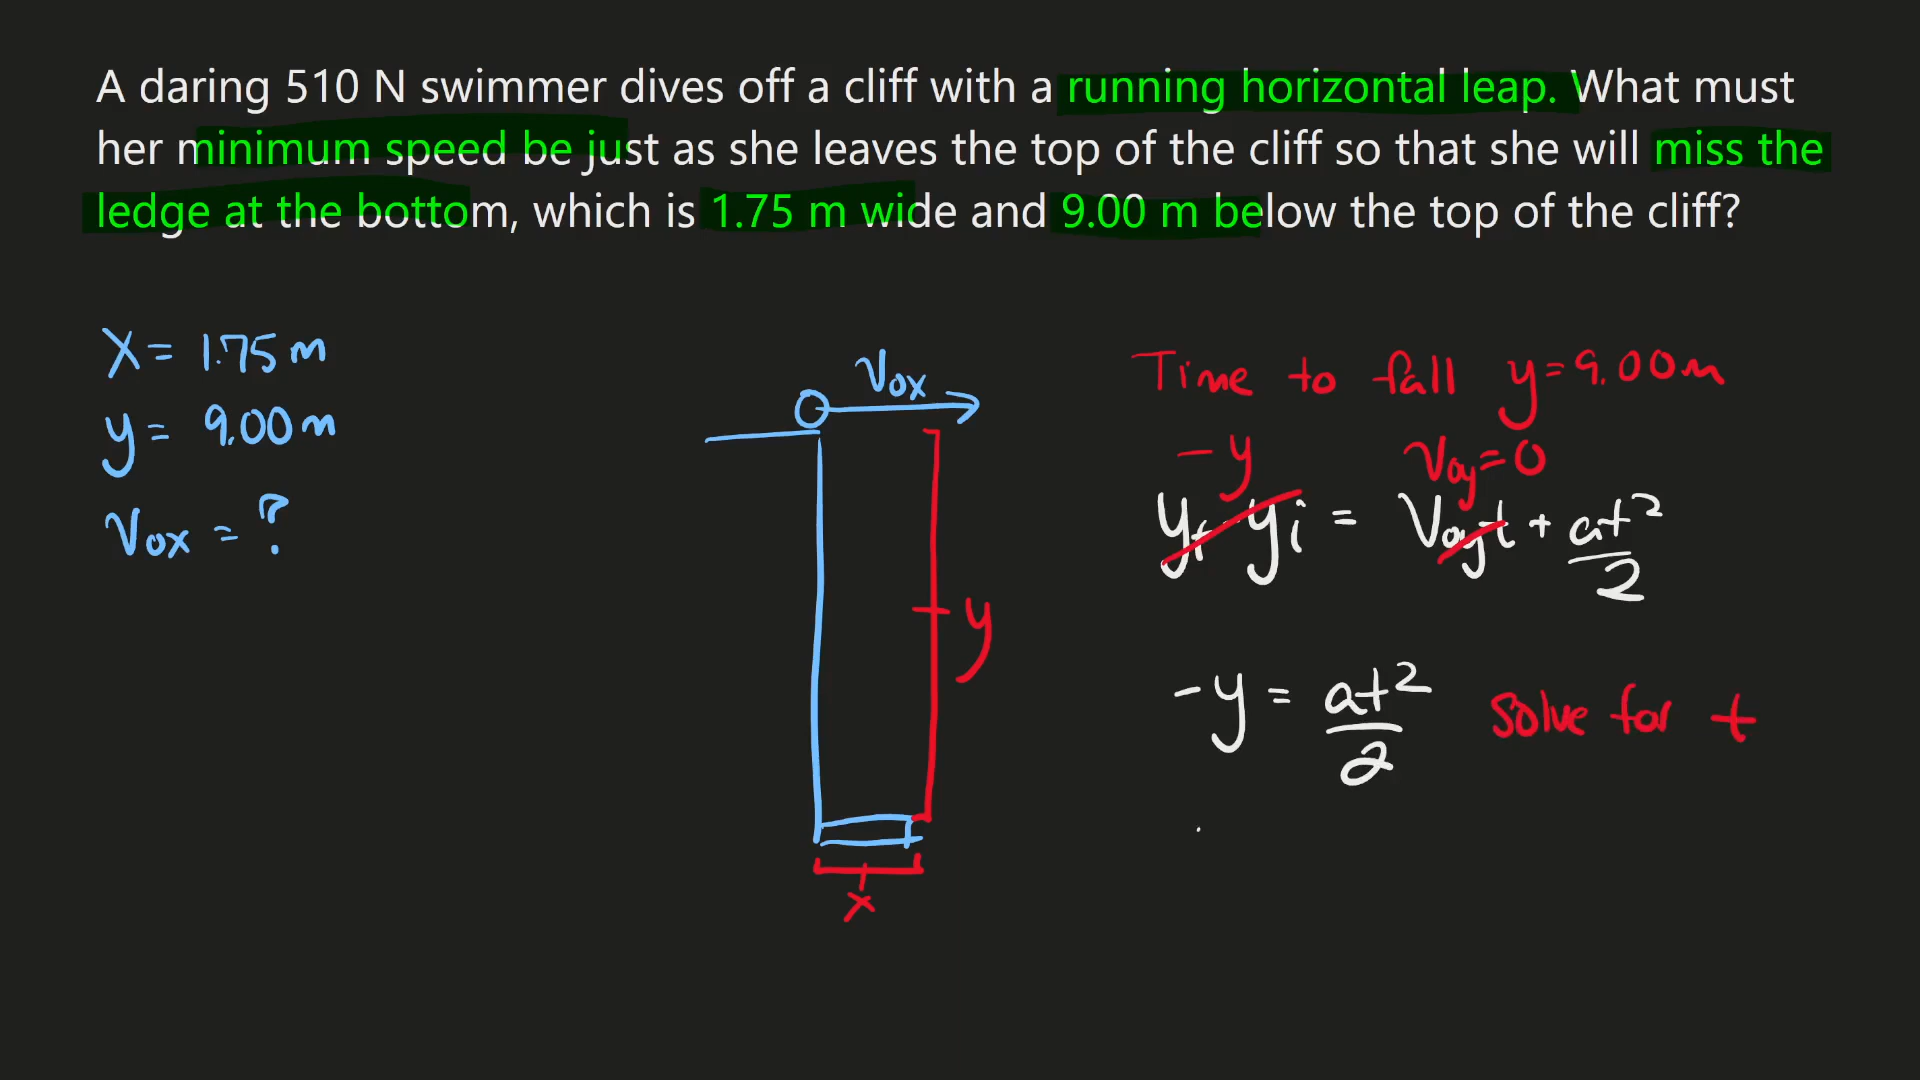 A daring 510 N swimmer dives off a cliff with a running horizontal leap. What must
her minimum speed be just as she leaves the top of the cliff so that she will miss the
ledge at the bottom, which is 1.75 m wide and 9.00 m below the top of the cliff?
x = 1.75 m
y = 9.00 m
Vox = ?
Vox
y
x
Time to fall y = 9.00m
-y Voy = 0
yf - yi = Voyt + at²/2
-y = at²/2 solve for t